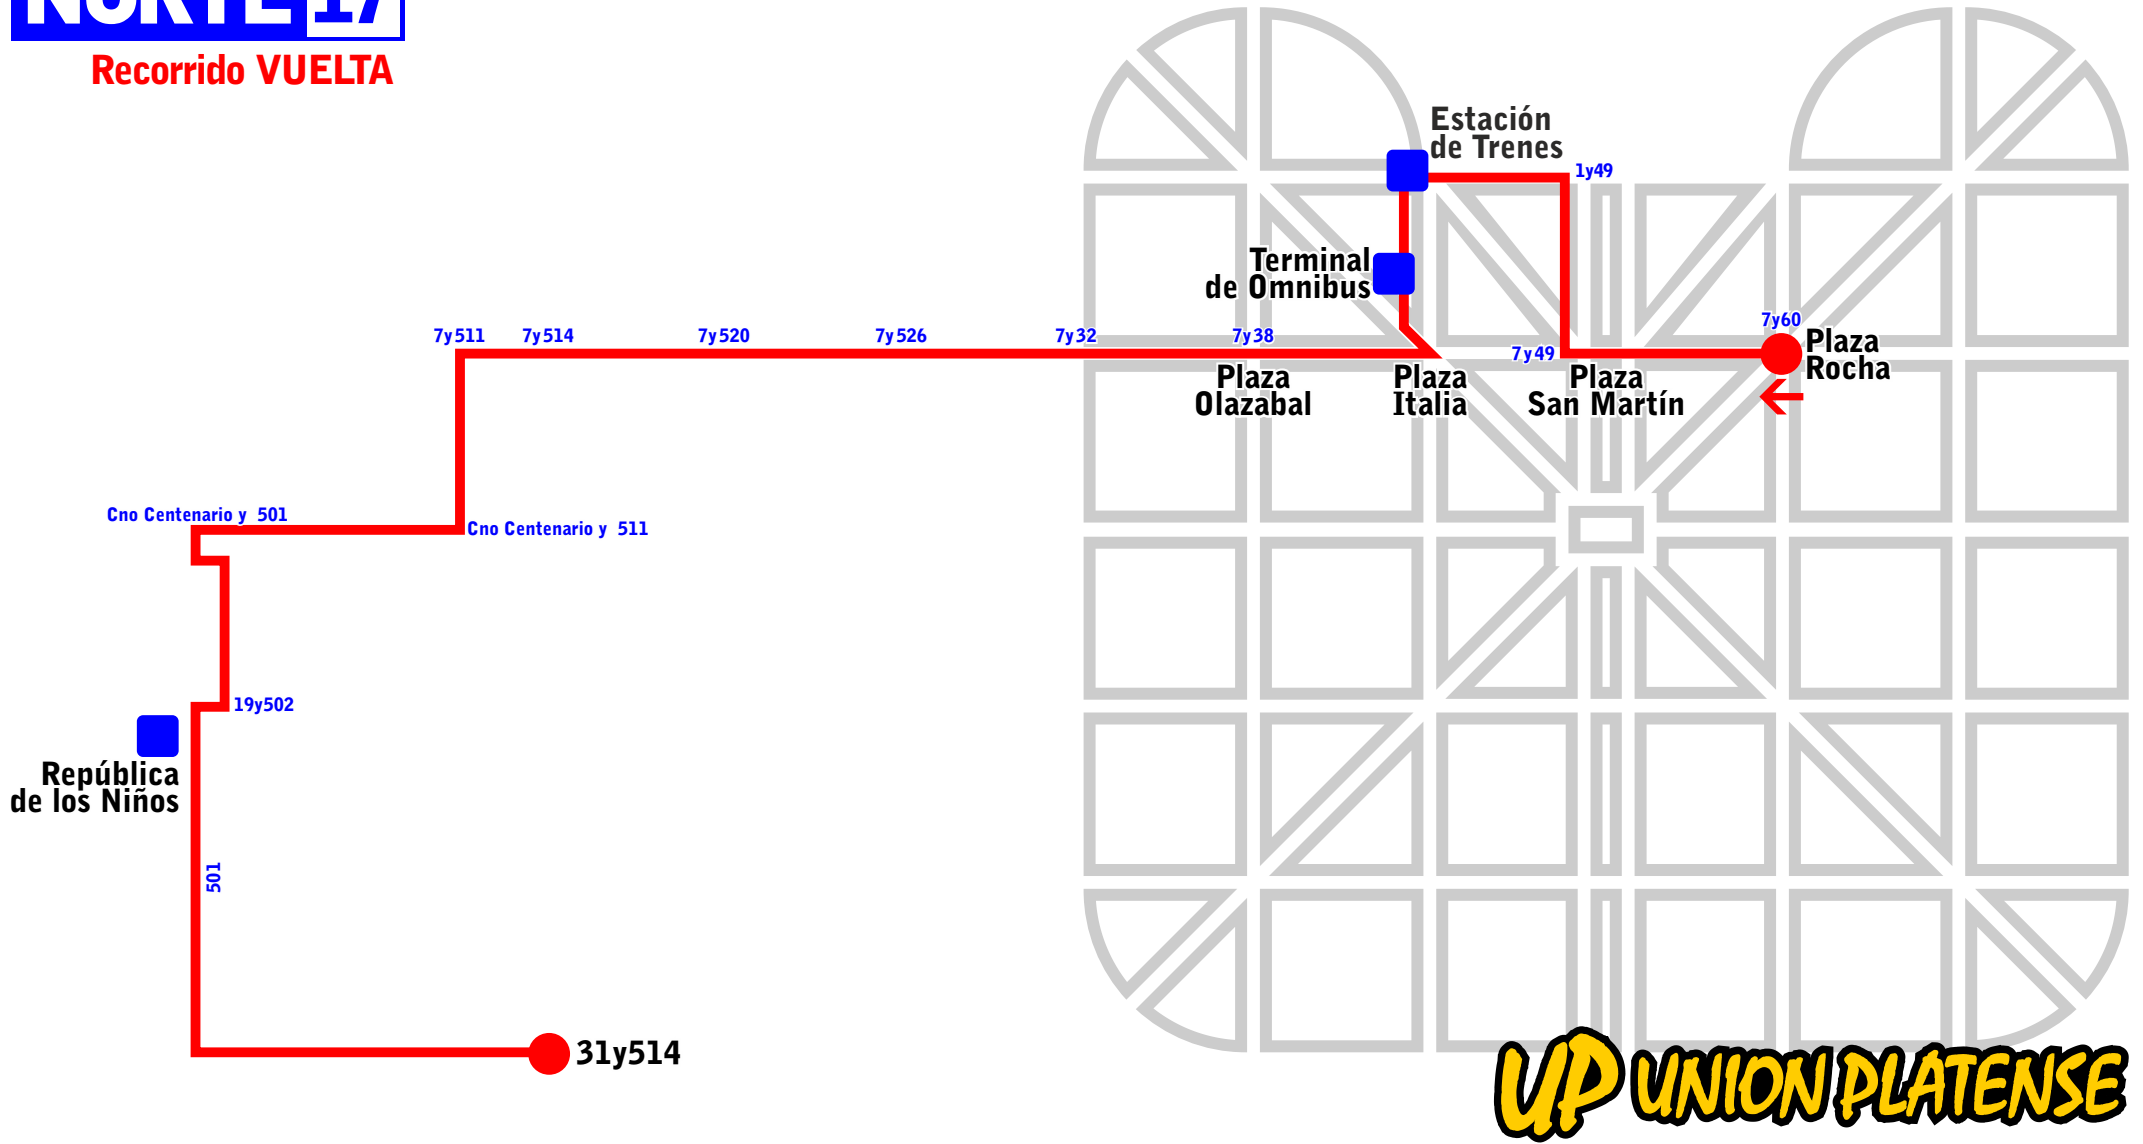 NORTE 17
Recorrido VUELTA
Estación
de Trenes
1y49
Terminal
de Omnibus
7y511
7y514
7y520
7y526
7y32
7y38
7y49
7y60
Plaza
Rocha
Plaza
Olazabal
Plaza
Italia
Plaza
San Martín
Cno Centenario y 501
Cno Centenario y 511
19y502
República
de los Niños
501
31y514
UP UNION PLATENSE